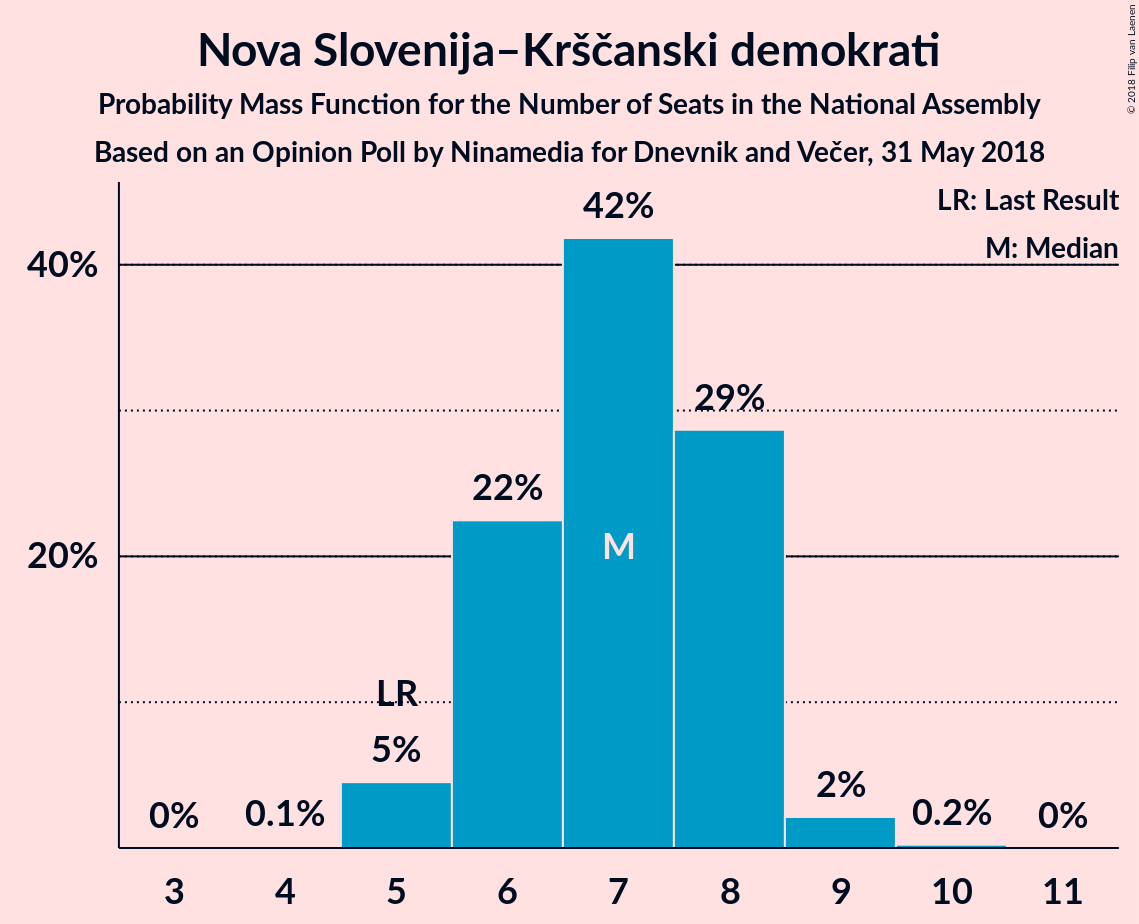 Nova Slovenija–Krščanski demokrati
Probability Mass Function for the Number of Seats in the National Assembly
Based on an Opinion Poll by Ninamedia for Dnevnik and Večer, 31 May 2018
© 2018 Filip van Laenen
LR: Last Result
M: Median
40%
20%
0%
0.1%
LR
5%
22%
42%
M
29%
2%
0.2%
0%
3 4 5 6 7 8 9 10 11